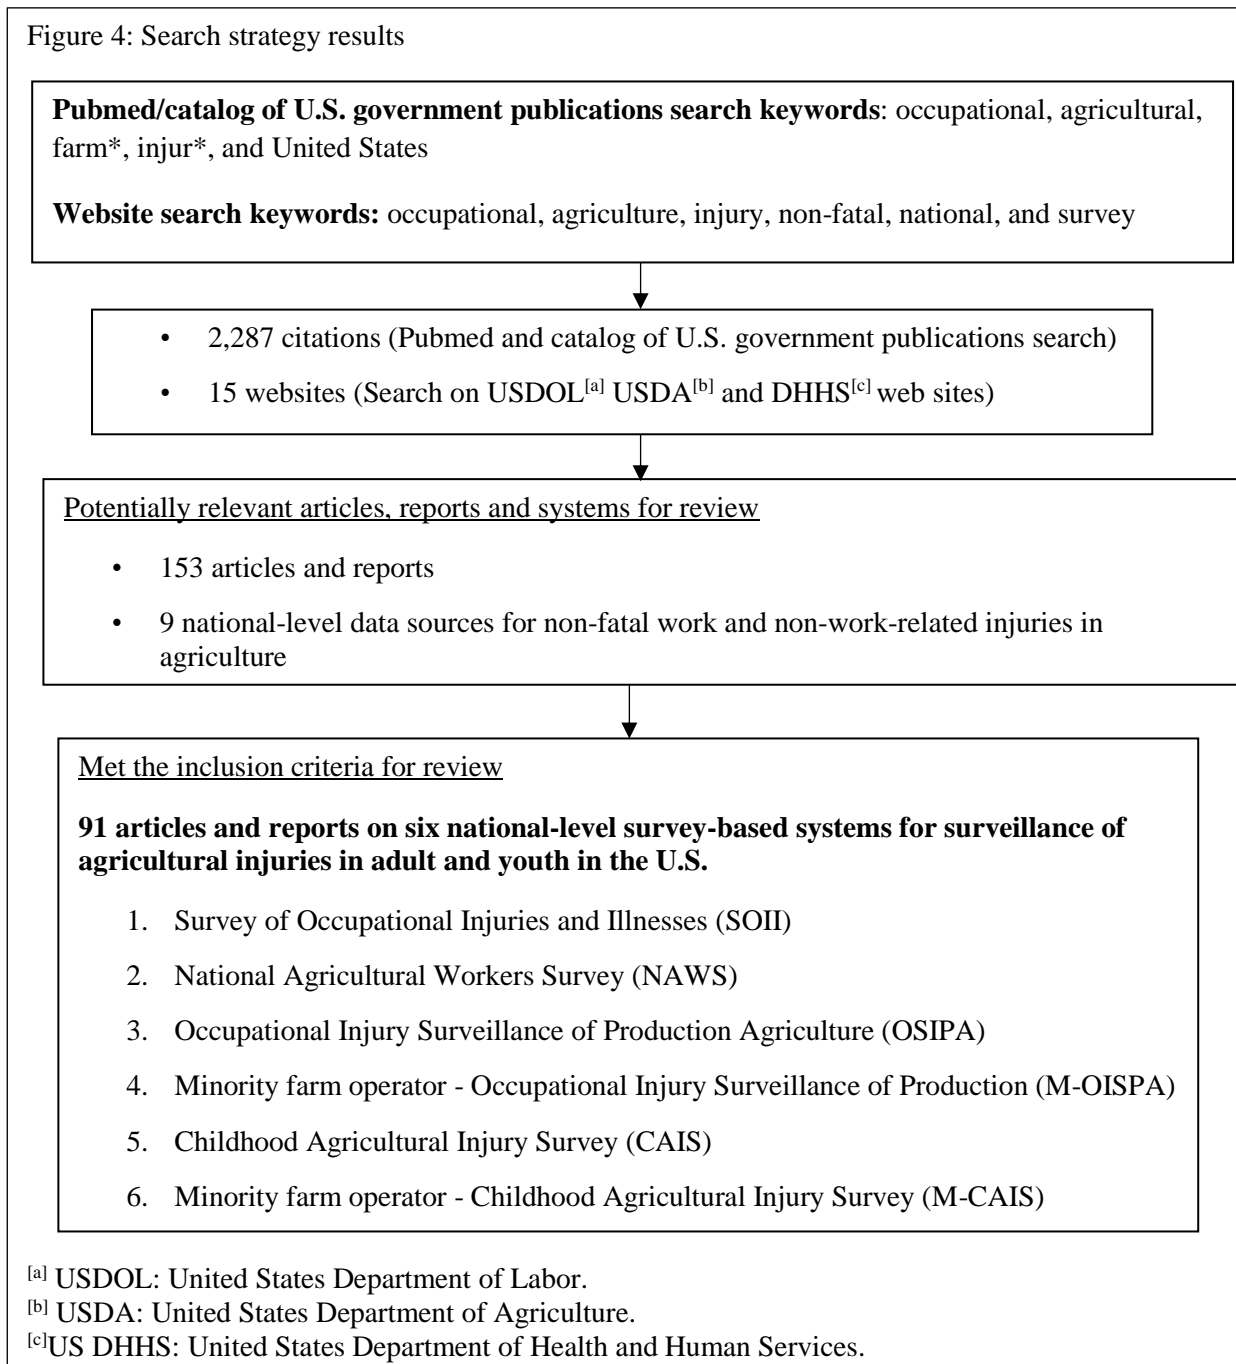 Figure 4: Search strategy results
Pubmed/catalog of U.S. government publications search keywords: occupational, agricultural,
farm*, injur*, and United States
Website search keywords: occupational, agriculture, injury, non-fatal, national, and survey
• 2,287 citations (Pubmed and catalog of U.S. government publications search)
• 15 websites (Search on USDOL[a] USDA[b] and DHHS[c] web sites)
Potentially relevant articles, reports and systems for review
• 153 articles and reports
• 9 national-level data sources for non-fatal work and non-work-related injuries in
agriculture
Met the inclusion criteria for review
91 articles and reports on six national-level survey-based systems for surveillance of
agricultural injuries in adult and youth in the U.S.
1. Survey of Occupational Injuries and Illnesses (SOII)
2. National Agricultural Workers Survey (NAWS)
3. Occupational Injury Surveillance of Production Agriculture (OSIPA)
4. Minority farm operator - Occupational Injury Surveillance of Production (M-OISPA)
5. Childhood Agricultural Injury Survey (CAIS)
6. Minority farm operator - Childhood Agricultural Injury Survey (M-CAIS)
[a] USDOL: United States Department of Labor.
[b] USDA: United States Department of Agriculture.
[c]US DHHS: United States Department of Health and Human Services.